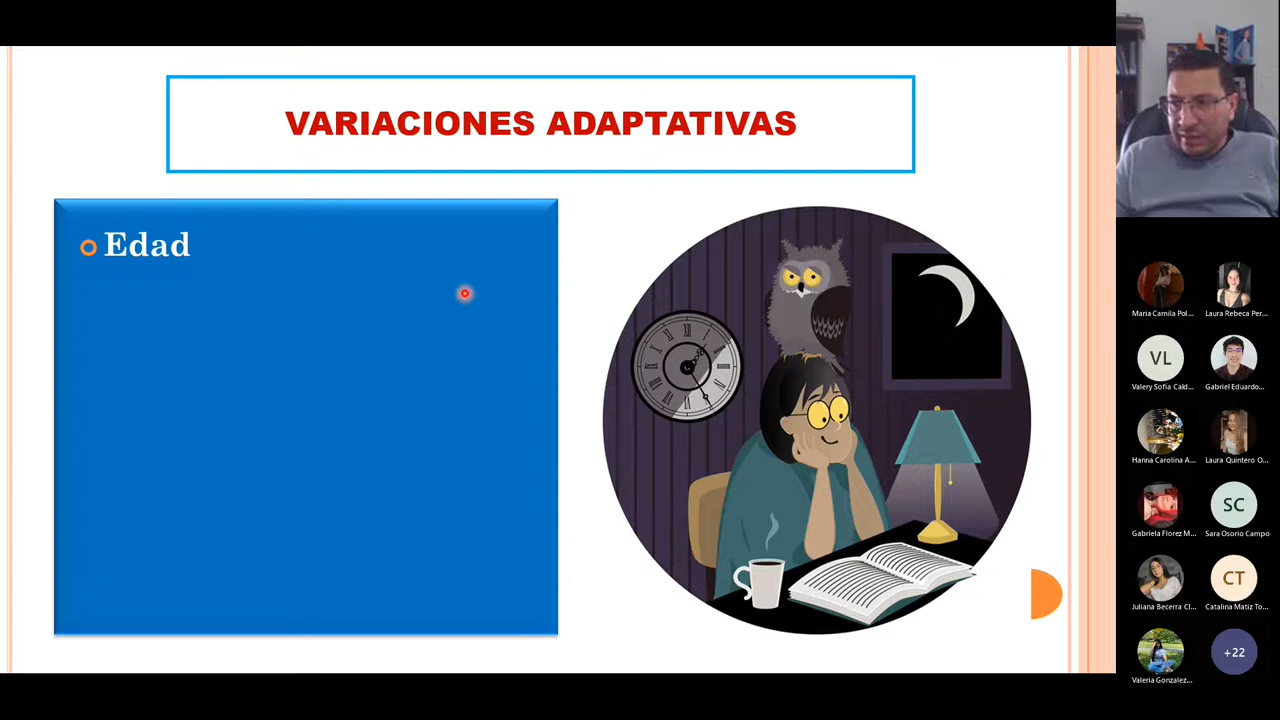 VARIACIONES ADAPTATIVAS
Edad
Maria Camila Pol...
Laura Rebeca Per...
VL
Valery Sofia Cald...
Gabriel Eduardo...
Hanna Carolina A...
Laura Quintero O...
SC
Gabriela Florez M...
Sara Osorio Campo
CT
Juliana Becerra Cl...
Catalina Matiz To...
+22
Valeria Gonzalez...